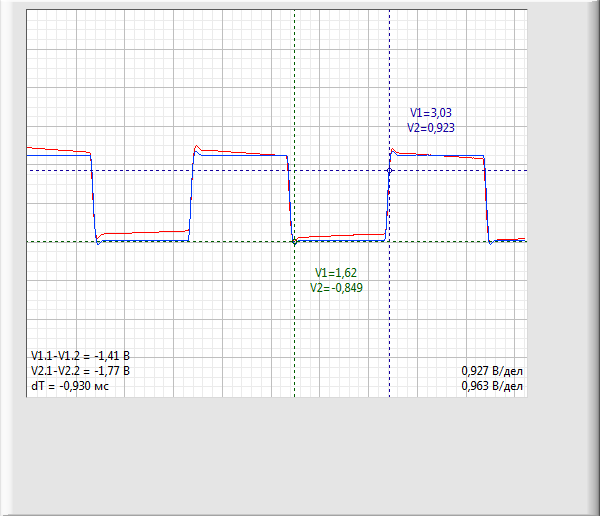 V1=3,03
V2=0,923
V1=1,62
V2=-0,849
V1.1-V1.2 = -1,41 В
V2.1-V2.2 = -1,77 В
dT = -0,930 мс
0,927 В/дел
0,963 В/дел